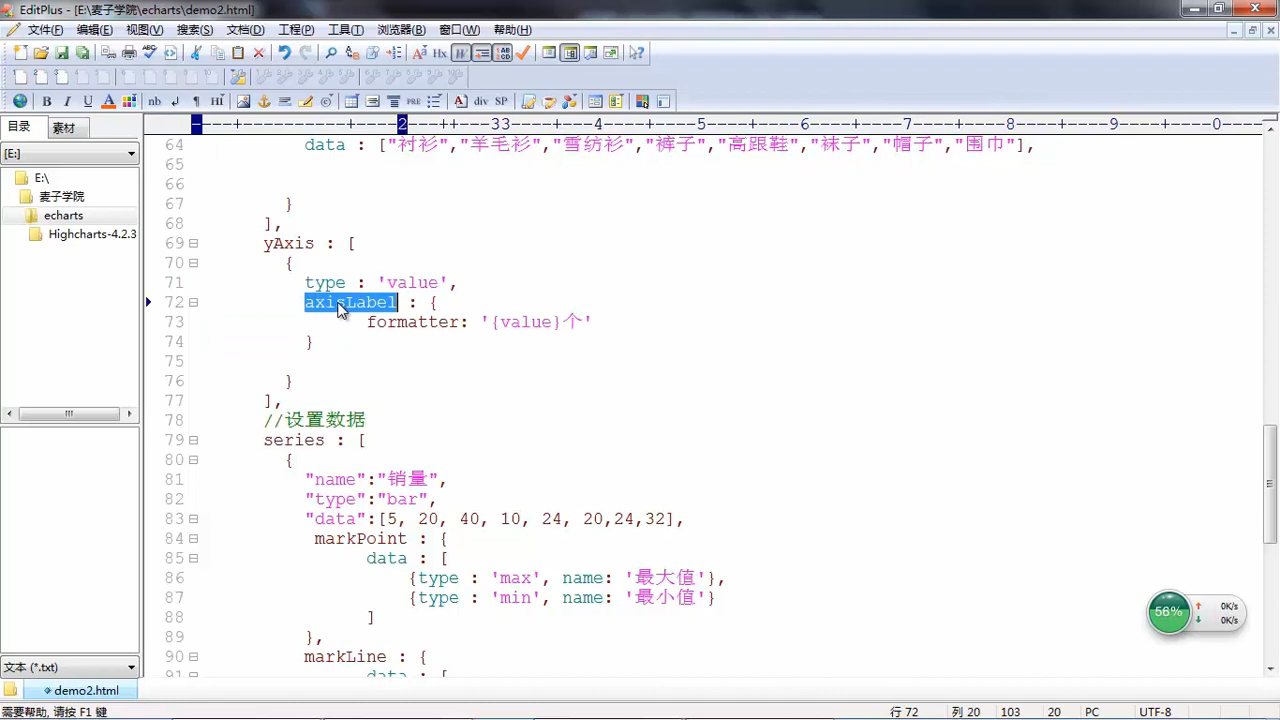 EditPlus - [E:\麦子学院\echarts\demo2.html]
文件(F) 编辑(E) 视图(V) 搜索(S) 文档(D) 工程(P) 工具(T) 浏览器(B) 窗口(W) 帮助(H)
目录 素材
[E:]
E:\
麦子学院
echarts
Highcharts-4.2.3
文本 (*.txt)
64 data : ["衬衫","羊毛衫","雪纺衫","裤子","高跟鞋","袜子","帽子","围巾"],
65
66
67 }
68 ],
69 yAxis : [
70 {
71 type : 'value',
72 axisLabel : {
73 formatter: '{value}个'
74 }
75
76 }
77 ],
78 //设置数据
79 series : [
80 {
81 "name":"销量",
82 "type":"bar",
83 "data":[5, 20, 40, 10, 24, 20,24,32],
84 markPoint : {
85 data : [
86 {type : 'max', name: '最大值'},
87 {type : 'min', name: '最小值'}
88 ]
89 },
90 markLine : {
91 data : [
56% 0K/s
0K/s
demo2.html
需要帮助, 请按 F1 键 行 72 列 20 103 20 PC UTF-8